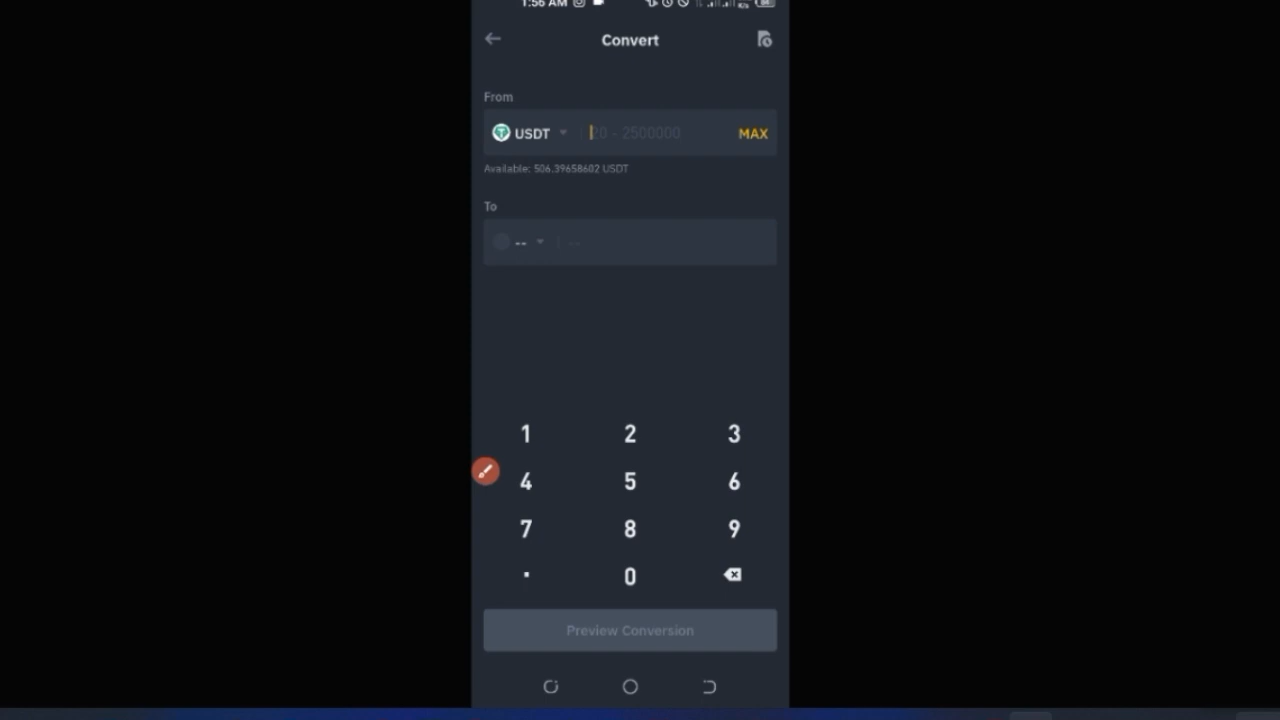 1:56 AM
Convert
From
USDT 20 - 2500000 MAX
Available: 506.39658602 USDT
To
-- --
1 2 3
4 5 6
7 8 9
. 0
Preview Conversion